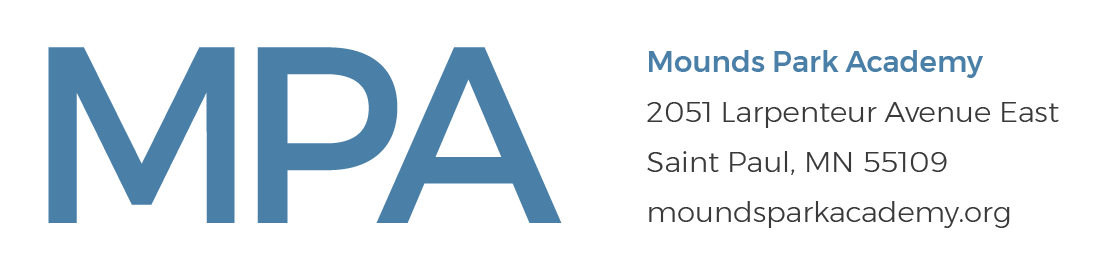 MPA
Mounds Park Academy
2051 Larpenteur Avenue East
Saint Paul, MN 55109
moundsparkacademy.org